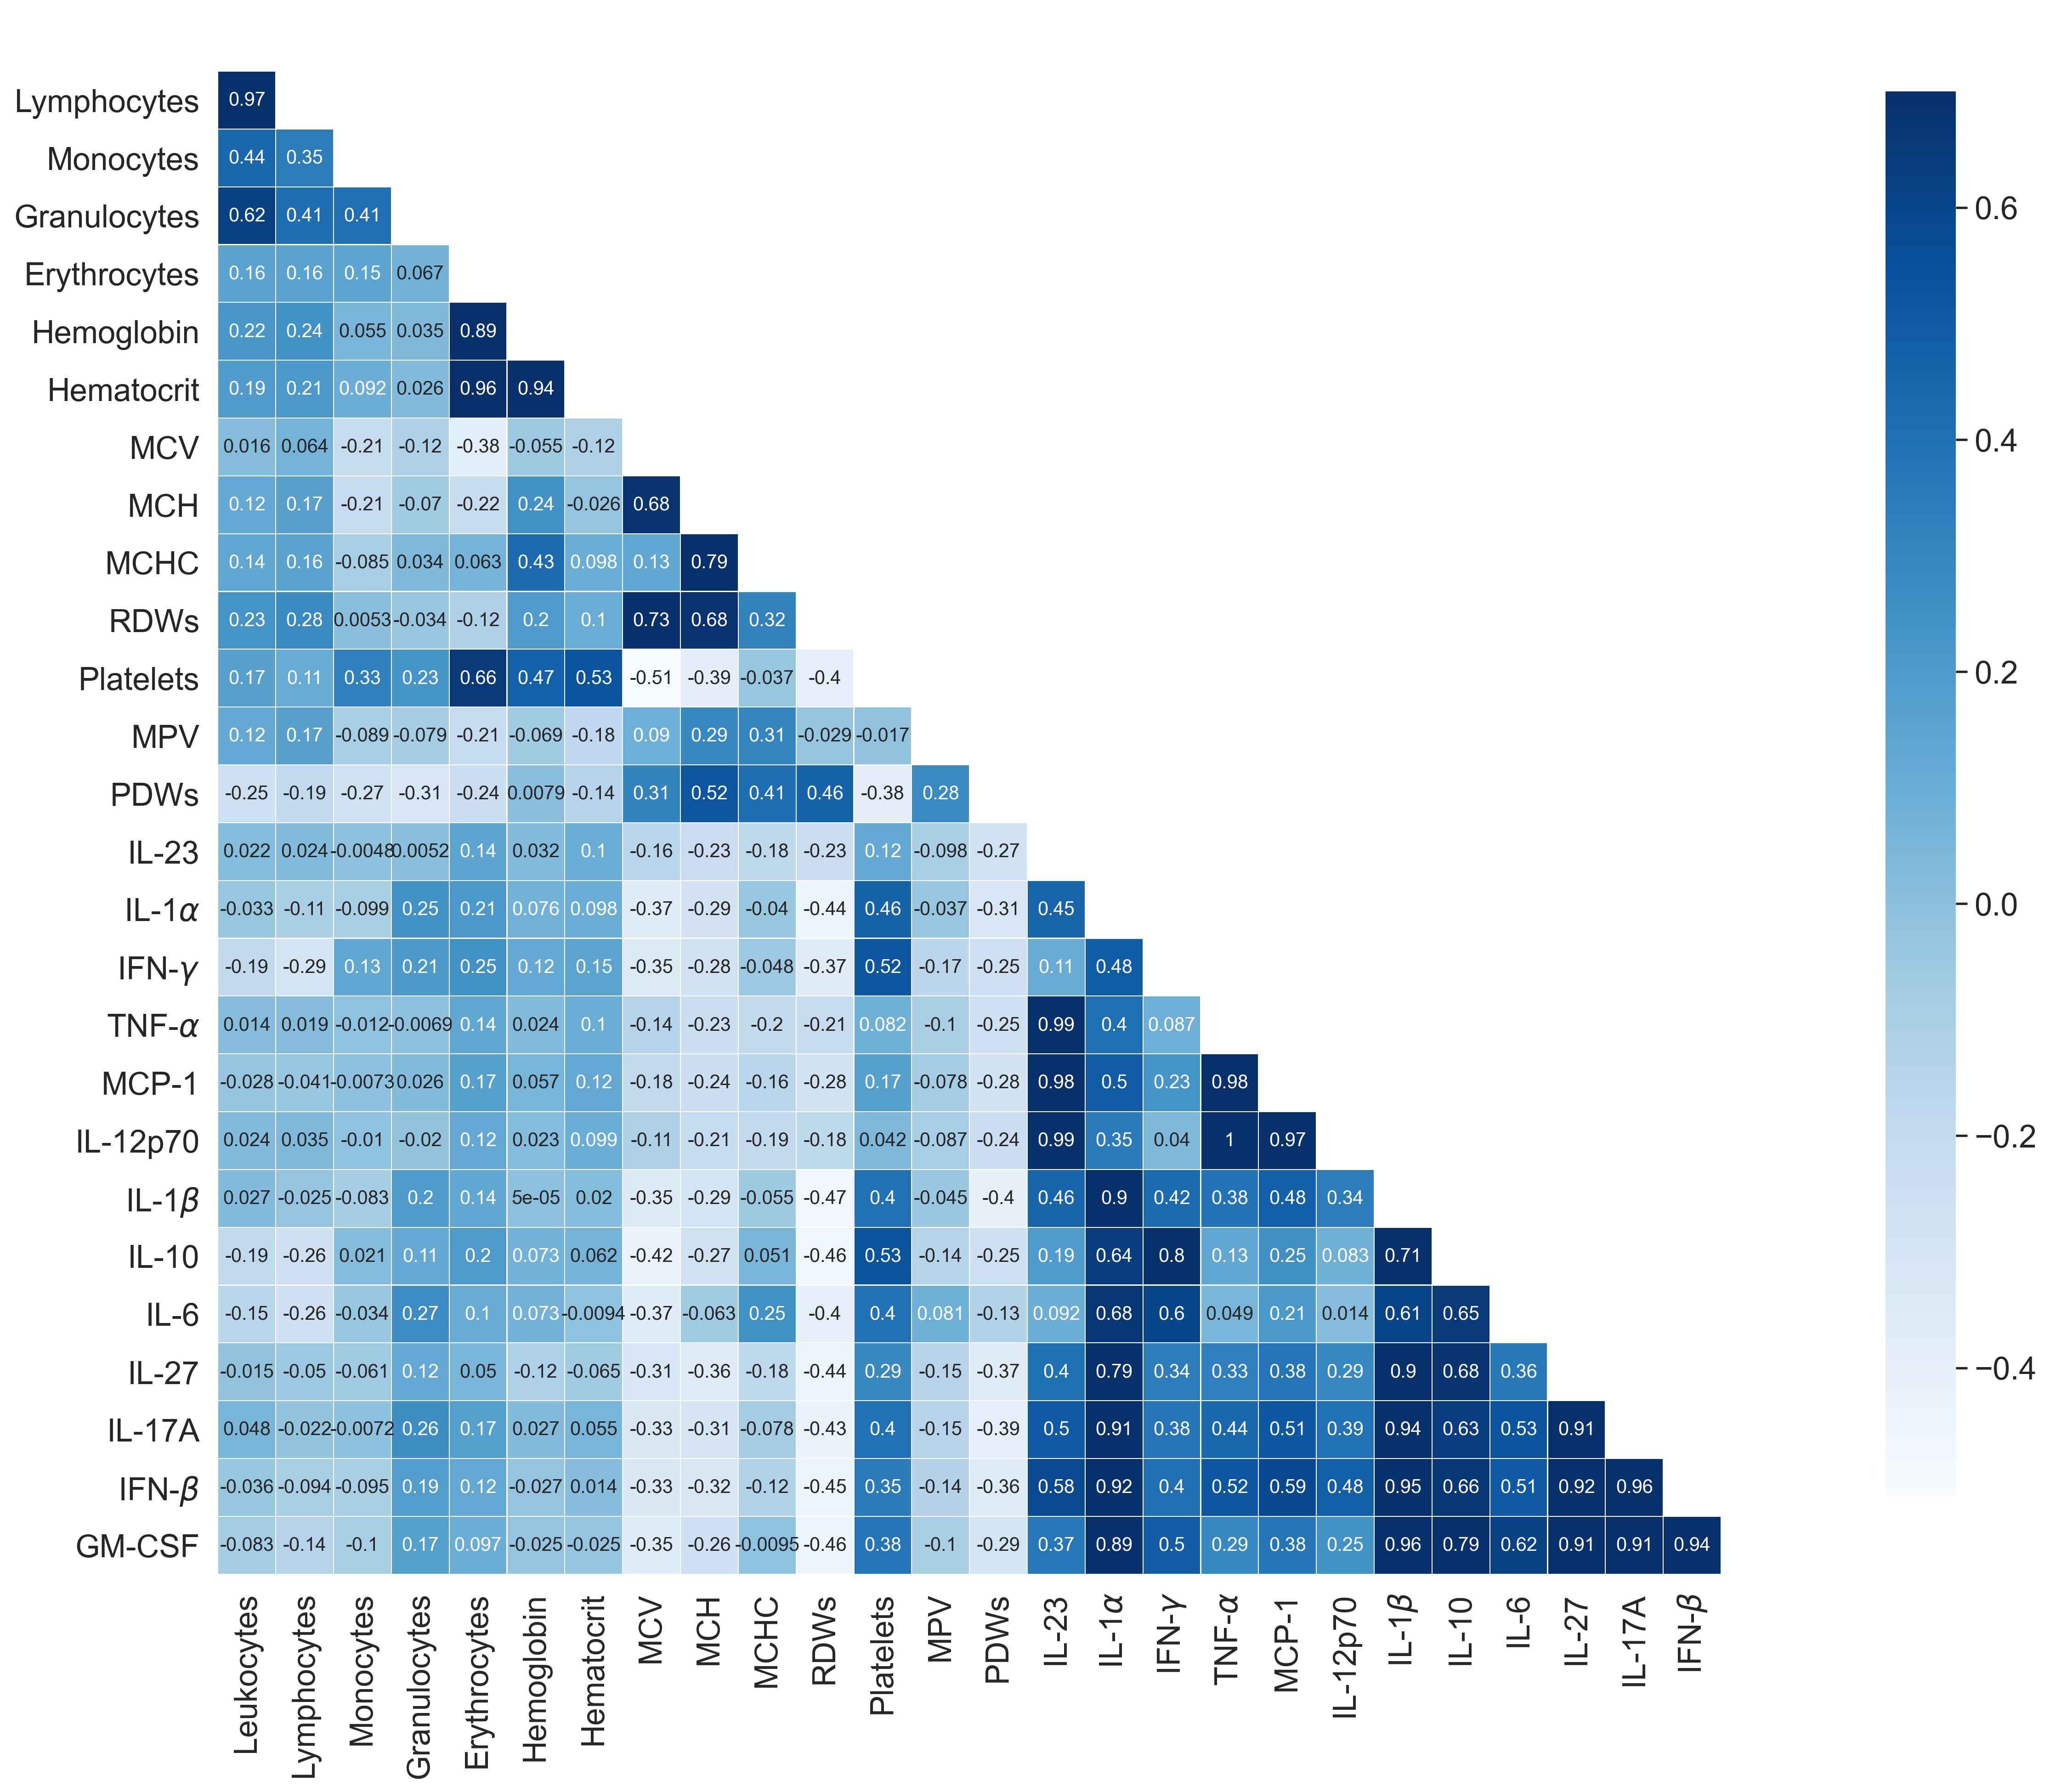 Lymphocytes 0.97
Monocytes 0.44 0.35
Granulocytes 0.62 0.41 0.41
Erythrocytes 0.16 0.16 0.15 0.067
Hemoglobin 0.22 0.24 0.055 0.035 0.89
Hematocrit 0.19 0.21 0.092 0.026 0.96 0.94
MCV 0.016 0.064 -0.21 -0.12 -0.38 -0.055 -0.12
MCH 0.12 0.17 -0.21 -0.07 -0.22 0.24 -0.026 0.68
MCHC 0.14 0.16 -0.085 0.034 0.063 0.43 0.098 0.13 0.79
RDWs 0.23 0.28 0.0053 -0.034 -0.12 0.2 0.1 0.73 0.68 0.32
Platelets 0.17 0.11 0.33 0.23 0.66 0.47 0.53 -0.51 -0.39 -0.037 -0.4
MPV 0.12 0.17 -0.089 -0.079 -0.21 -0.069 -0.18 0.09 0.29 0.31 -0.029 -0.017
PDWs -0.25 -0.19 -0.27 -0.31 -0.24 0.0079 -0.14 0.31 0.52 0.41 0.46 -0.38 0.28
IL-23 0.022 0.024 -0.0048 0.0052 0.14 0.032 0.1 -0.16 -0.23 -0.18 -0.23 0.12 -0.098 -0.27
IL-1α -0.033 -0.11 -0.099 0.25 0.21 0.076 0.098 -0.37 -0.29 -0.04 -0.44 0.46 -0.037 -0.31 0.45
IFN-γ -0.19 -0.29 0.13 0.21 0.25 0.12 0.15 -0.35 -0.28 -0.048 -0.37 0.52 -0.17 -0.25 0.11 0.48
TNF-α 0.014 0.019 -0.012 -0.0069 0.14 0.024 0.1 -0.14 -0.23 -0.2 -0.21 0.082 -0.1 -0.25 0.99 0.4 0.087
MCP-1 -0.028 -0.041 -0.0073 0.026 0.17 0.057 0.12 -0.18 -0.24 -0.16 -0.28 0.17 -0.078 -0.28 0.98 0.5 0.23 0.98
IL-12p70 0.024 0.035 -0.01 -0.02 0.12 0.023 0.099 -0.11 -0.21 -0.19 -0.18 0.042 -0.087 -0.24 0.99 0.35 0.04 1 0.97
IL-1β 0.027 -0.025 -0.083 0.2 0.14 5e-05 0.02 -0.35 -0.29 -0.055 -0.47 0.4 -0.045 -0.4 0.46 0.9 0.42 0.38 0.48 0.34
IL-10 -0.19 -0.26 0.021 0.11 0.2 0.073 0.062 -0.42 -0.27 0.051 -0.46 0.53 -0.14 -0.25 0.19 0.64 0.8 0.13 0.25 0.083 0.71
IL-6 -0.15 -0.26 -0.034 0.27 0.1 0.073 -0.0094 -0.37 -0.063 0.25 -0.4 0.4 0.081 -0.13 0.092 0.68 0.6 0.049 0.21 0.014 0.61 0.65
IL-27 -0.015 -0.05 -0.061 0.12 0.05 -0.12 -0.065 -0.31 -0.36 -0.18 -0.44 0.29 -0.15 -0.37 0.4 0.79 0.34 0.33 0.38 0.29 0.9 0.68 0.36
IL-17A 0.048 -0.022 -0.0072 0.26 0.17 0.027 0.055 -0.33 -0.31 -0.078 -0.43 0.4 -0.15 -0.39 0.5 0.91 0.38 0.44 0.51 0.39 0.94 0.63 0.53 0.91
IFN-β -0.036 -0.094 -0.095 0.19 0.12 -0.027 0.014 -0.33 -0.32 -0.12 -0.45 0.35 -0.14 -0.36 0.58 0.92 0.4 0.52 0.59 0.48 0.95 0.66 0.51 0.92 0.96
GM-CSF -0.083 -0.14 -0.1 0.17 0.097 -0.025 -0.025 -0.35 -0.26 -0.0095 -0.46 0.38 -0.1 -0.29 0.37 0.89 0.5 0.29 0.38 0.25 0.96 0.79 0.62 0.91 0.91 0.94
Leukocytes
Lymphocytes
Monocytes
Granulocytes
Erythrocytes
Hemoglobin
Hematocrit
MCV
MCH
MCHC
RDWs
Platelets
MPV
PDWs
IL-23
IL-1α
IFN-γ
TNF-α
MCP-1
IL-12p70
IL-1β
IL-10
IL-6
IL-27
IL-17A
IFN-β
0.6
0.4
0.2
0.0
−0.2
−0.4